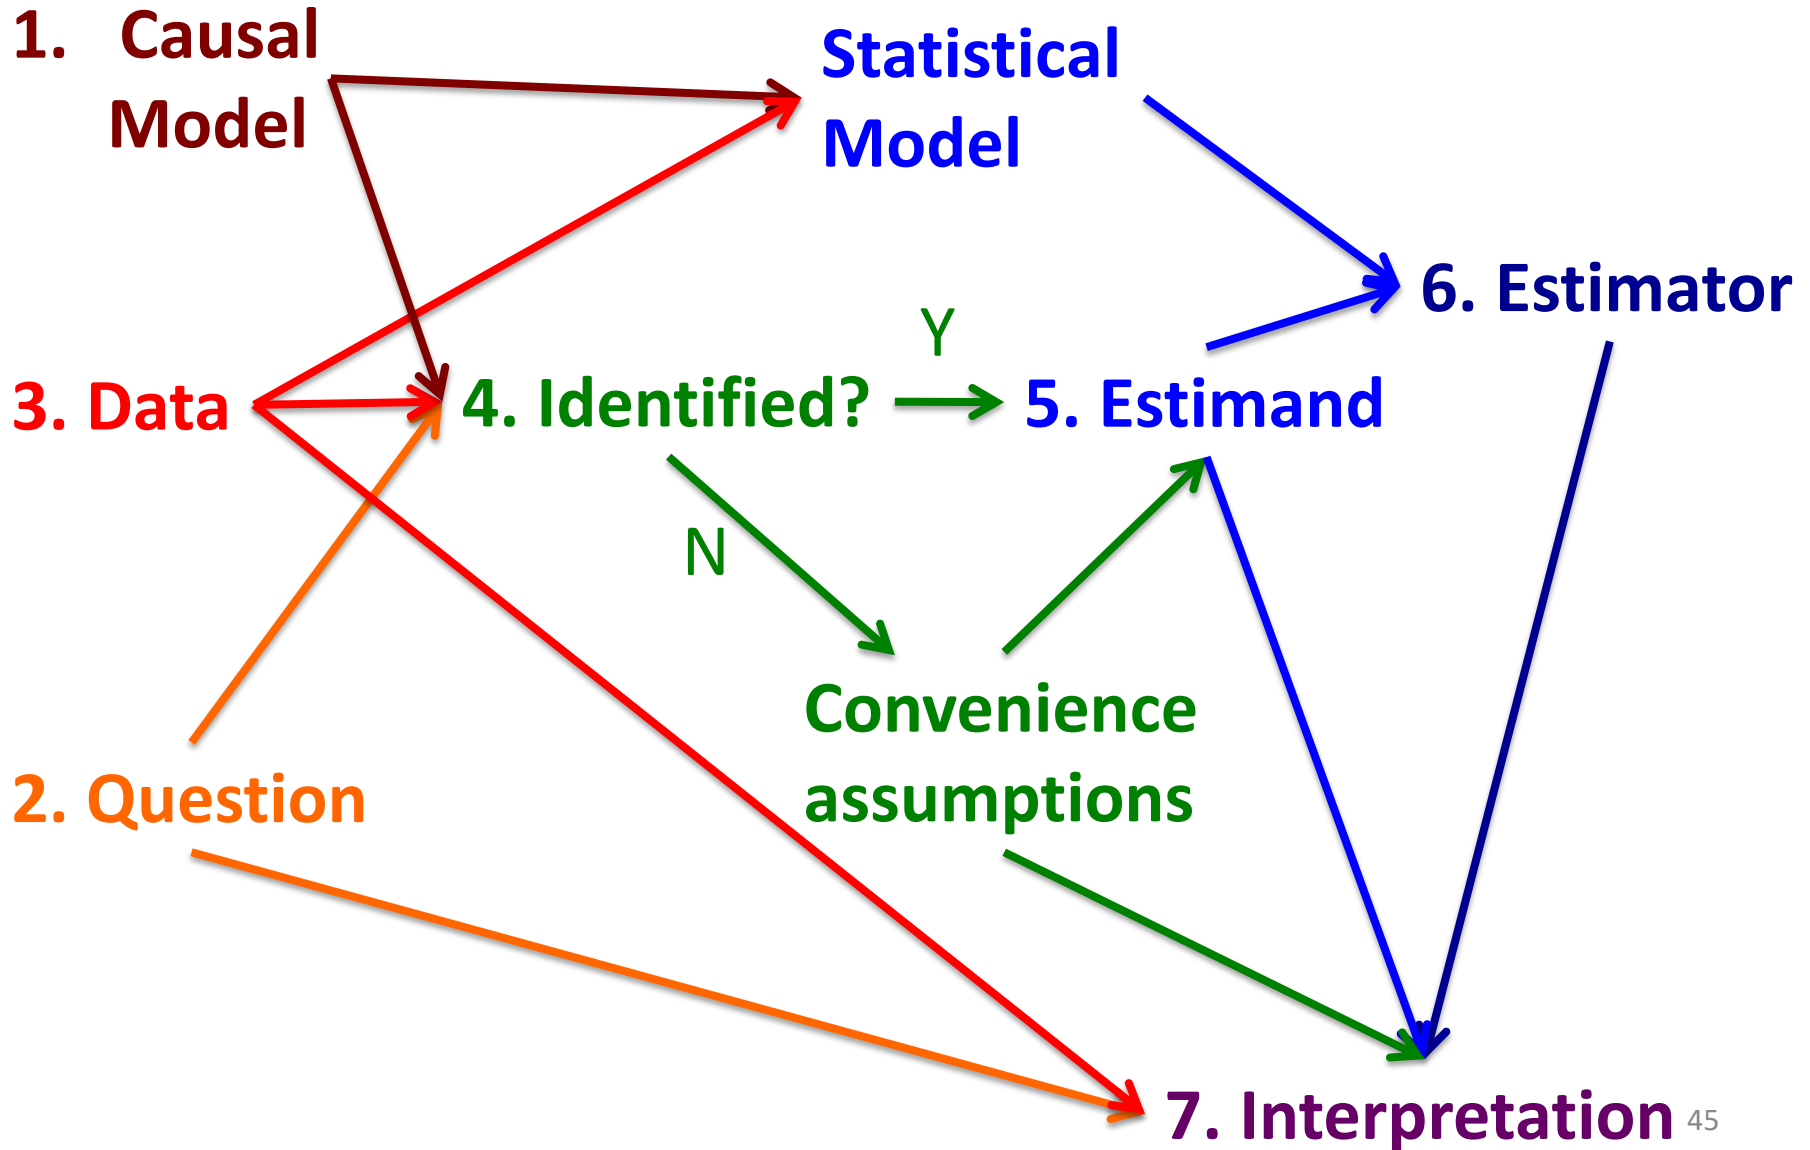 1. Causal
Model
Statistical
Model
6. Estimator
Y
3. Data
4. Identified?
5. Estimand
N
Convenience
assumptions
2. Question
7. Interpretation
45